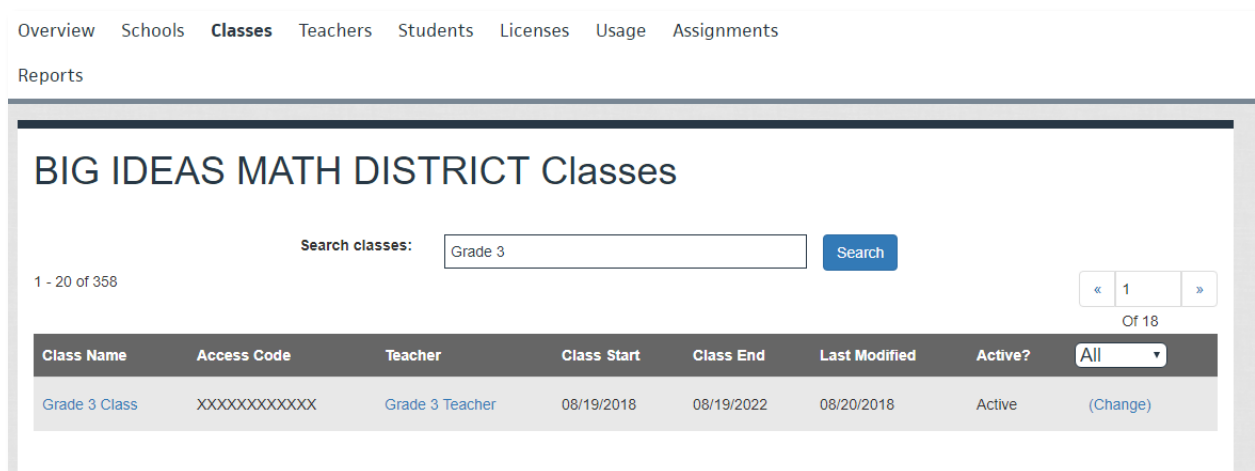 Overview Schools Classes Teachers Students Licenses Usage Assignments
Reports
BIG IDEAS MATH DISTRICT Classes
Search classes: Grade 3 Search
1 - 20 of 358
« 1 »
Of 18
Class Name Access Code Teacher Class Start Class End Last Modified Active? All
Grade 3 Class XXXXXXXXXXXX Grade 3 Teacher 08/19/2018 08/19/2022 08/20/2018 Active (Change)